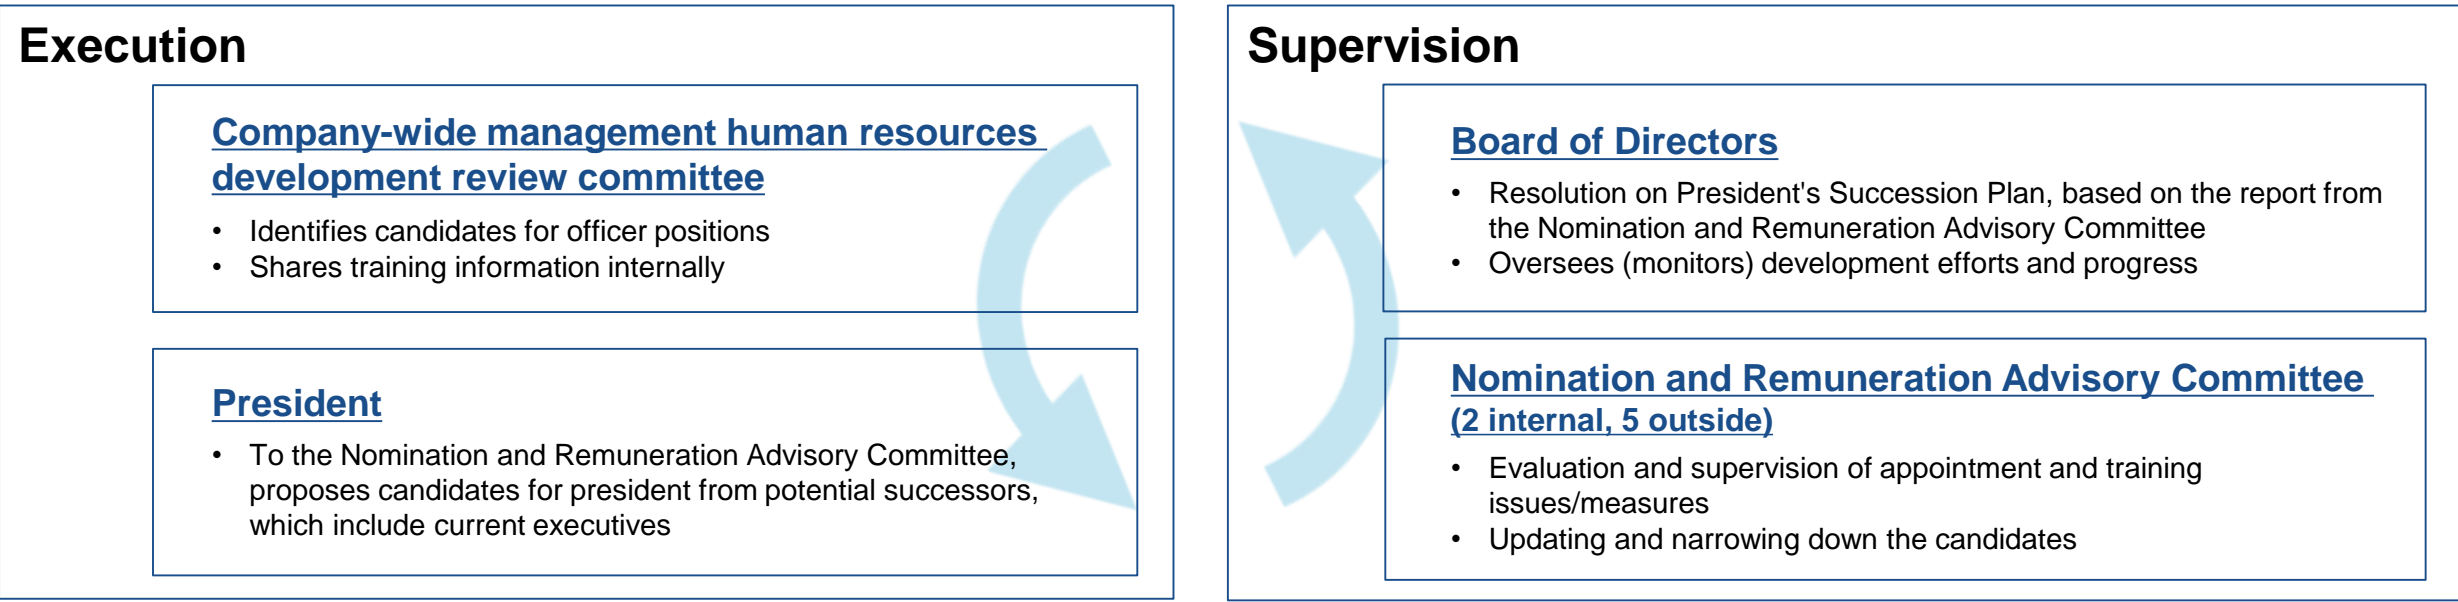 Execution
Company-wide management human resources
development review committee
• Identifies candidates for officer positions
• Shares training information internally
President
• To the Nomination and Remuneration Advisory Committee,
proposes candidates for president from potential successors,
which include current executives
Supervision
Board of Directors
• Resolution on President's Succession Plan, based on the report from
the Nomination and Remuneration Advisory Committee
• Oversees (monitors) development efforts and progress
Nomination and Remuneration Advisory Committee
(2 internal, 5 outside)
• Evaluation and supervision of appointment and training
issues/measures
• Updating and narrowing down the candidates